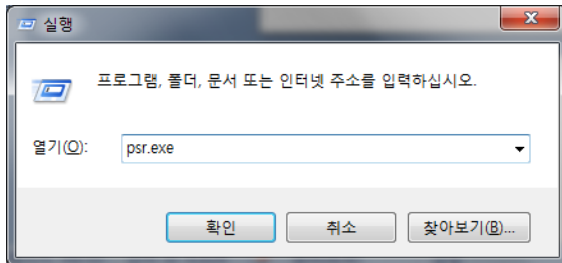 실행
프로그램, 폴더, 문서 또는 인터넷 주소를 입력하십시오.
열기(O): psr.exe
확인 취소 찾아보기(B)...